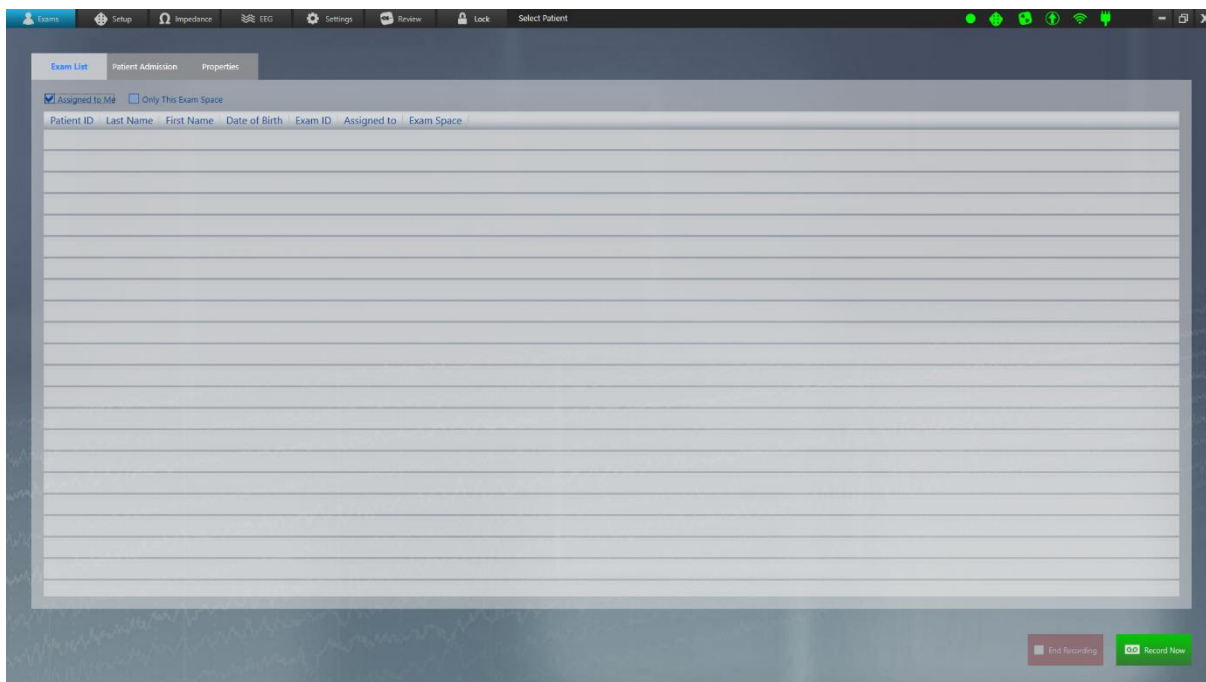 Exams Setup Ω Impedance EEG Settings Review Lock Select Patient
Exam List Patient Admission Properties
Assigned to Me Only This Exam Space
Patient ID Last Name First Name Date of Birth Exam ID Assigned to Exam Space
End Recording Record Now